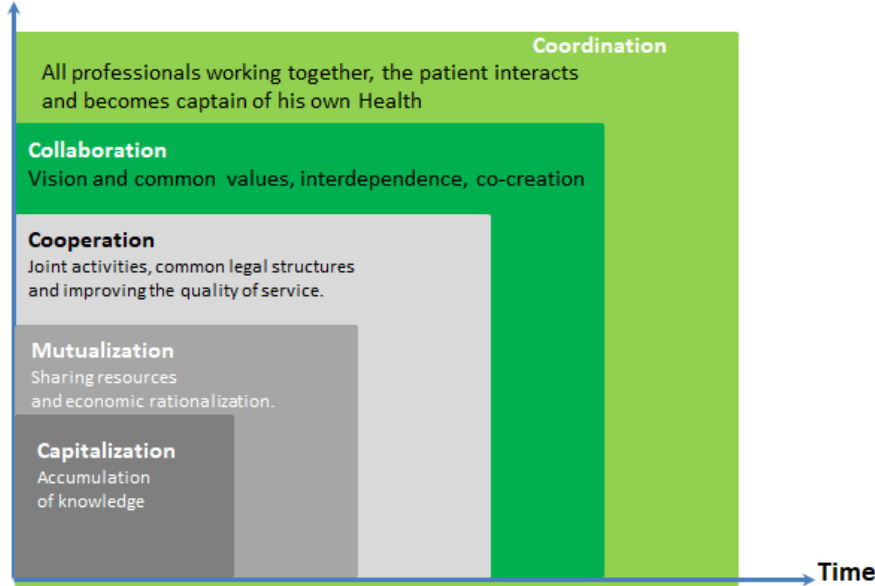 Coordination
All professionals working together, the patient interacts
and becomes captain of his own Health
Collaboration
Vision and common values, interdependence, co-creation
Cooperation
Joint activities, common legal structures
and improving the quality of service.
Mutualization
Sharing resources
and economic rationalization.
Capitalization
Accumulation
of knowledge
Time